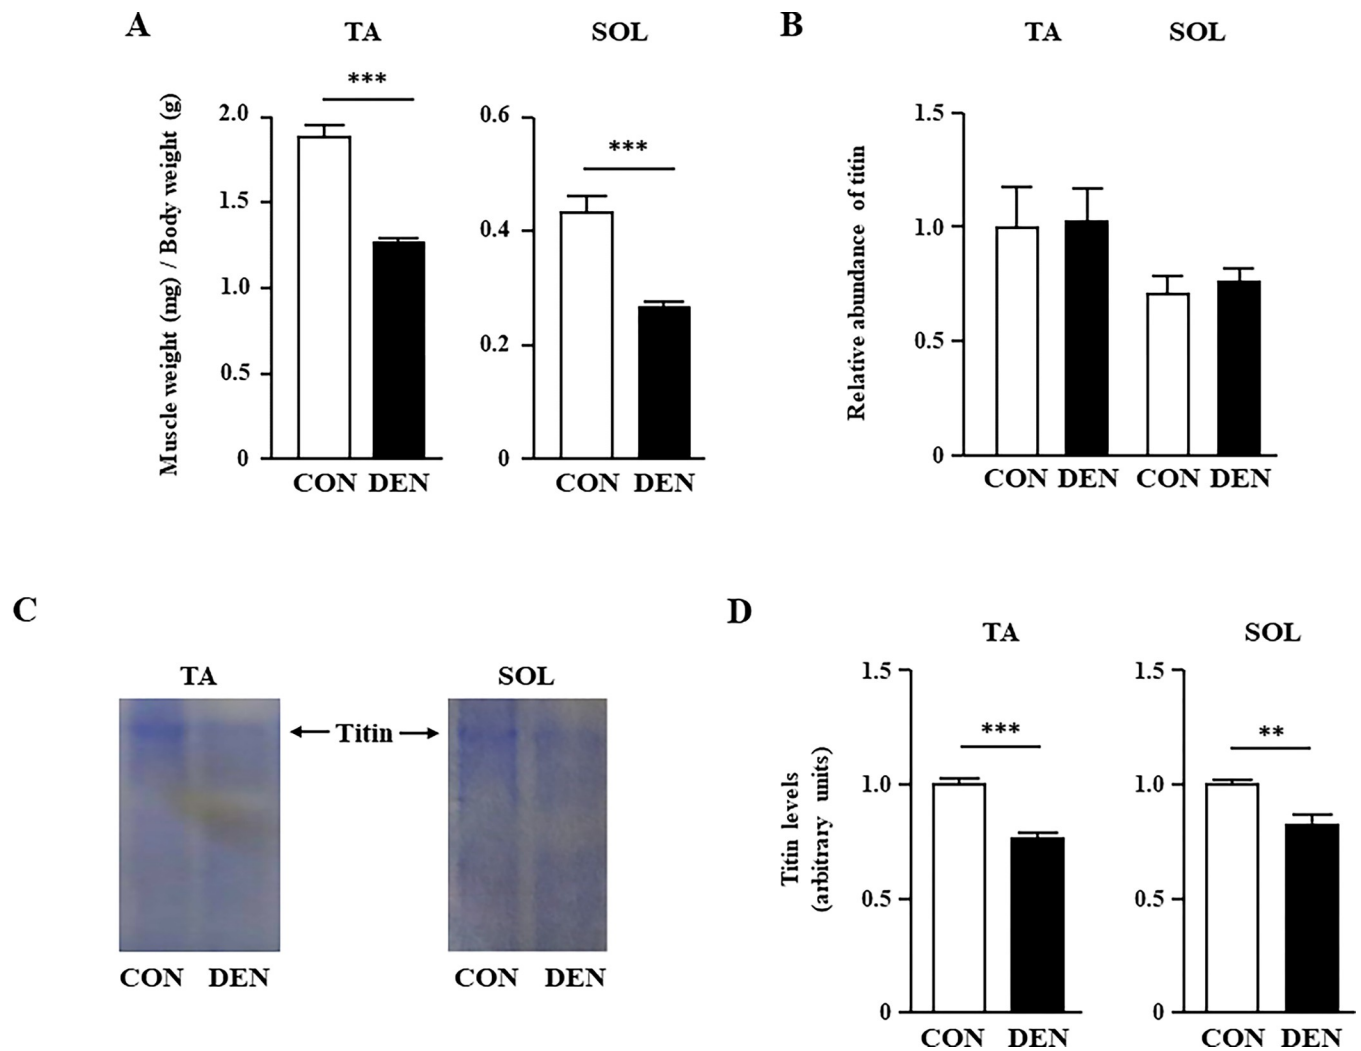 A
TA
SOL
Muscle weight (mg) / Body weight (g)
***
2.0
1.5
1.0
0.5
0
CON DEN
***
0.6
0.4
0.2
0
CON DEN
B
TA
SOL
Relative abundance of titin
1.5
1.0
0.5
0
CON DEN CON DEN
C
TA
SOL
Titin
CON DEN
CON DEN
D
TA
SOL
Titin levels
(arbitrary units)
1.5
1.0
0.5
0
***
CON DEN
1.5
1.0
0.5
0
**
CON DEN